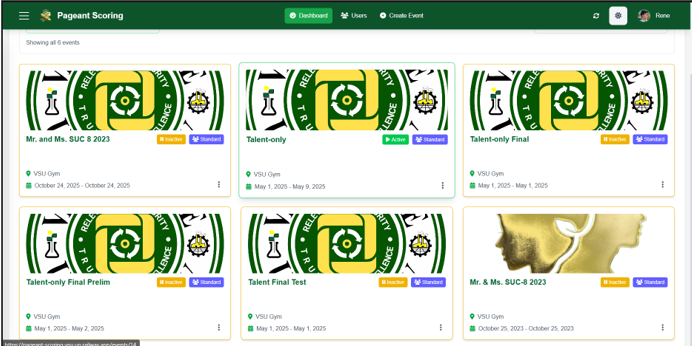 Pageant Scoring
Dashboard Users Create Event
Rene
Showing all 6 events
Mr. and Ms. SUC 8 2023 Inactive Standard
VSU Gym
October 24, 2025 - October 24, 2025
Talent-only Active Standard
VSU Gym
May 1, 2025 - May 9, 2025
Talent-only Final Inactive Standard
VSU Gym
May 1, 2025 - May 1, 2025
Talent-only Final Prelim Inactive Standard
VSU Gym
May 1, 2025 - May 2, 2025
Talent Final Test Inactive Standard
VSU Gym
May 1, 2025 - May 1, 2025
Mr. & Ms. SUC-8 2023 Inactive Standard
VSU Gym
October 25, 2023 - October 25, 2023